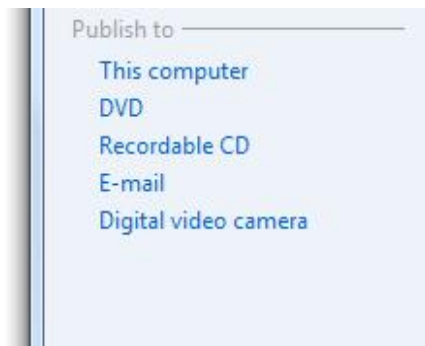 Publish to
This computer
DVD
Recordable CD
E-mail
Digital video camera